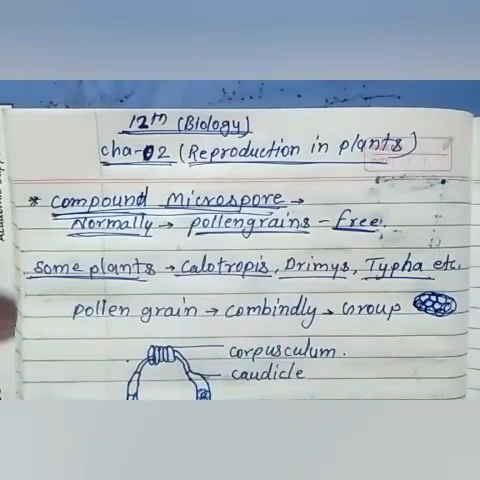 12th (Biology)
cha-02 (Reproduction in plants)
* compound Microspore →
Normally → pollengrains - free.
some plants → calotropis, Drimys, Typha etc.
pollen grain → combindly → Group
corpusculum.
caudicle